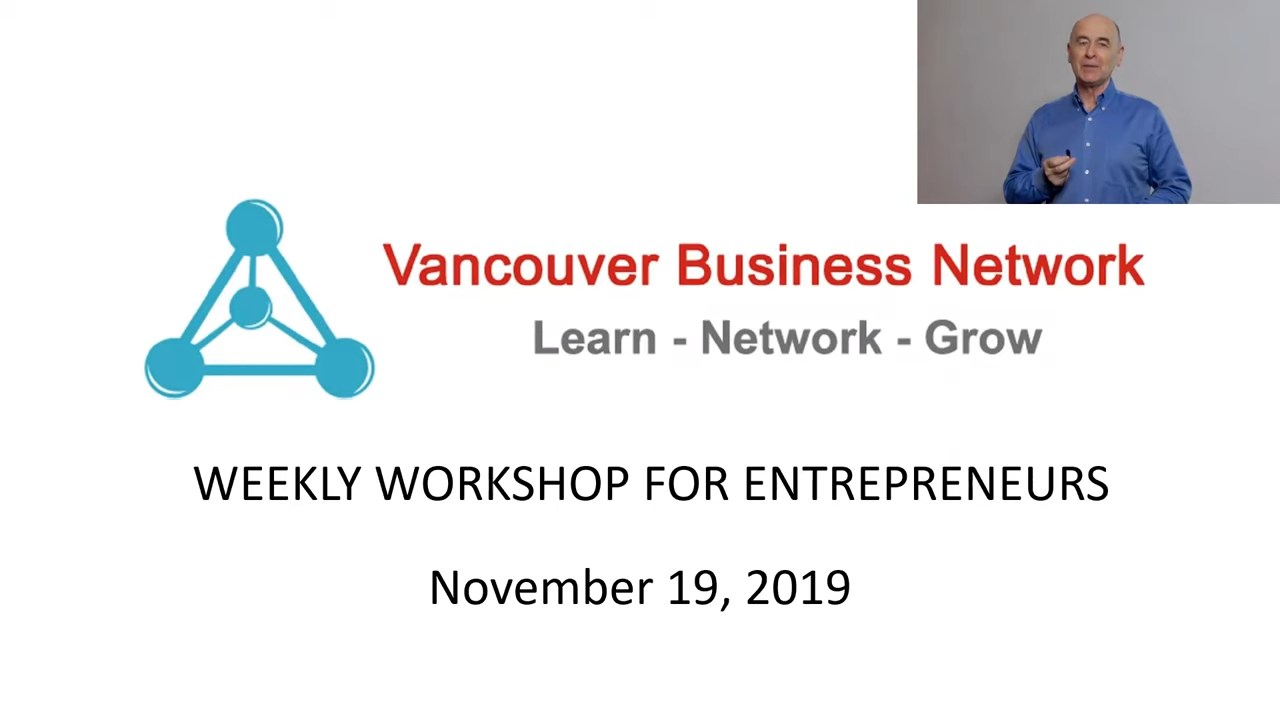 Vancouver Business Network
Learn - Network - Grow
WEEKLY WORKSHOP FOR ENTREPRENEURS
November 19, 2019